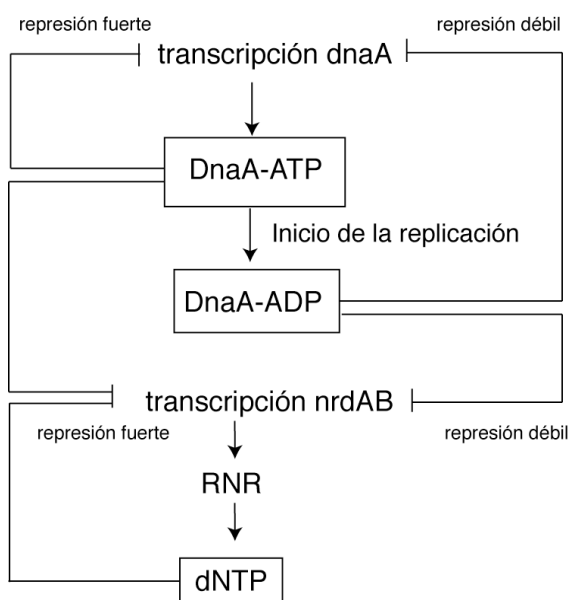 represión fuerte
represión débil
transcripción dnaA
DnaA-ATP
Inicio de la replicación
DnaA-ADP
transcripción nrdAB
represión fuerte
represión débil
RNR
dNTP